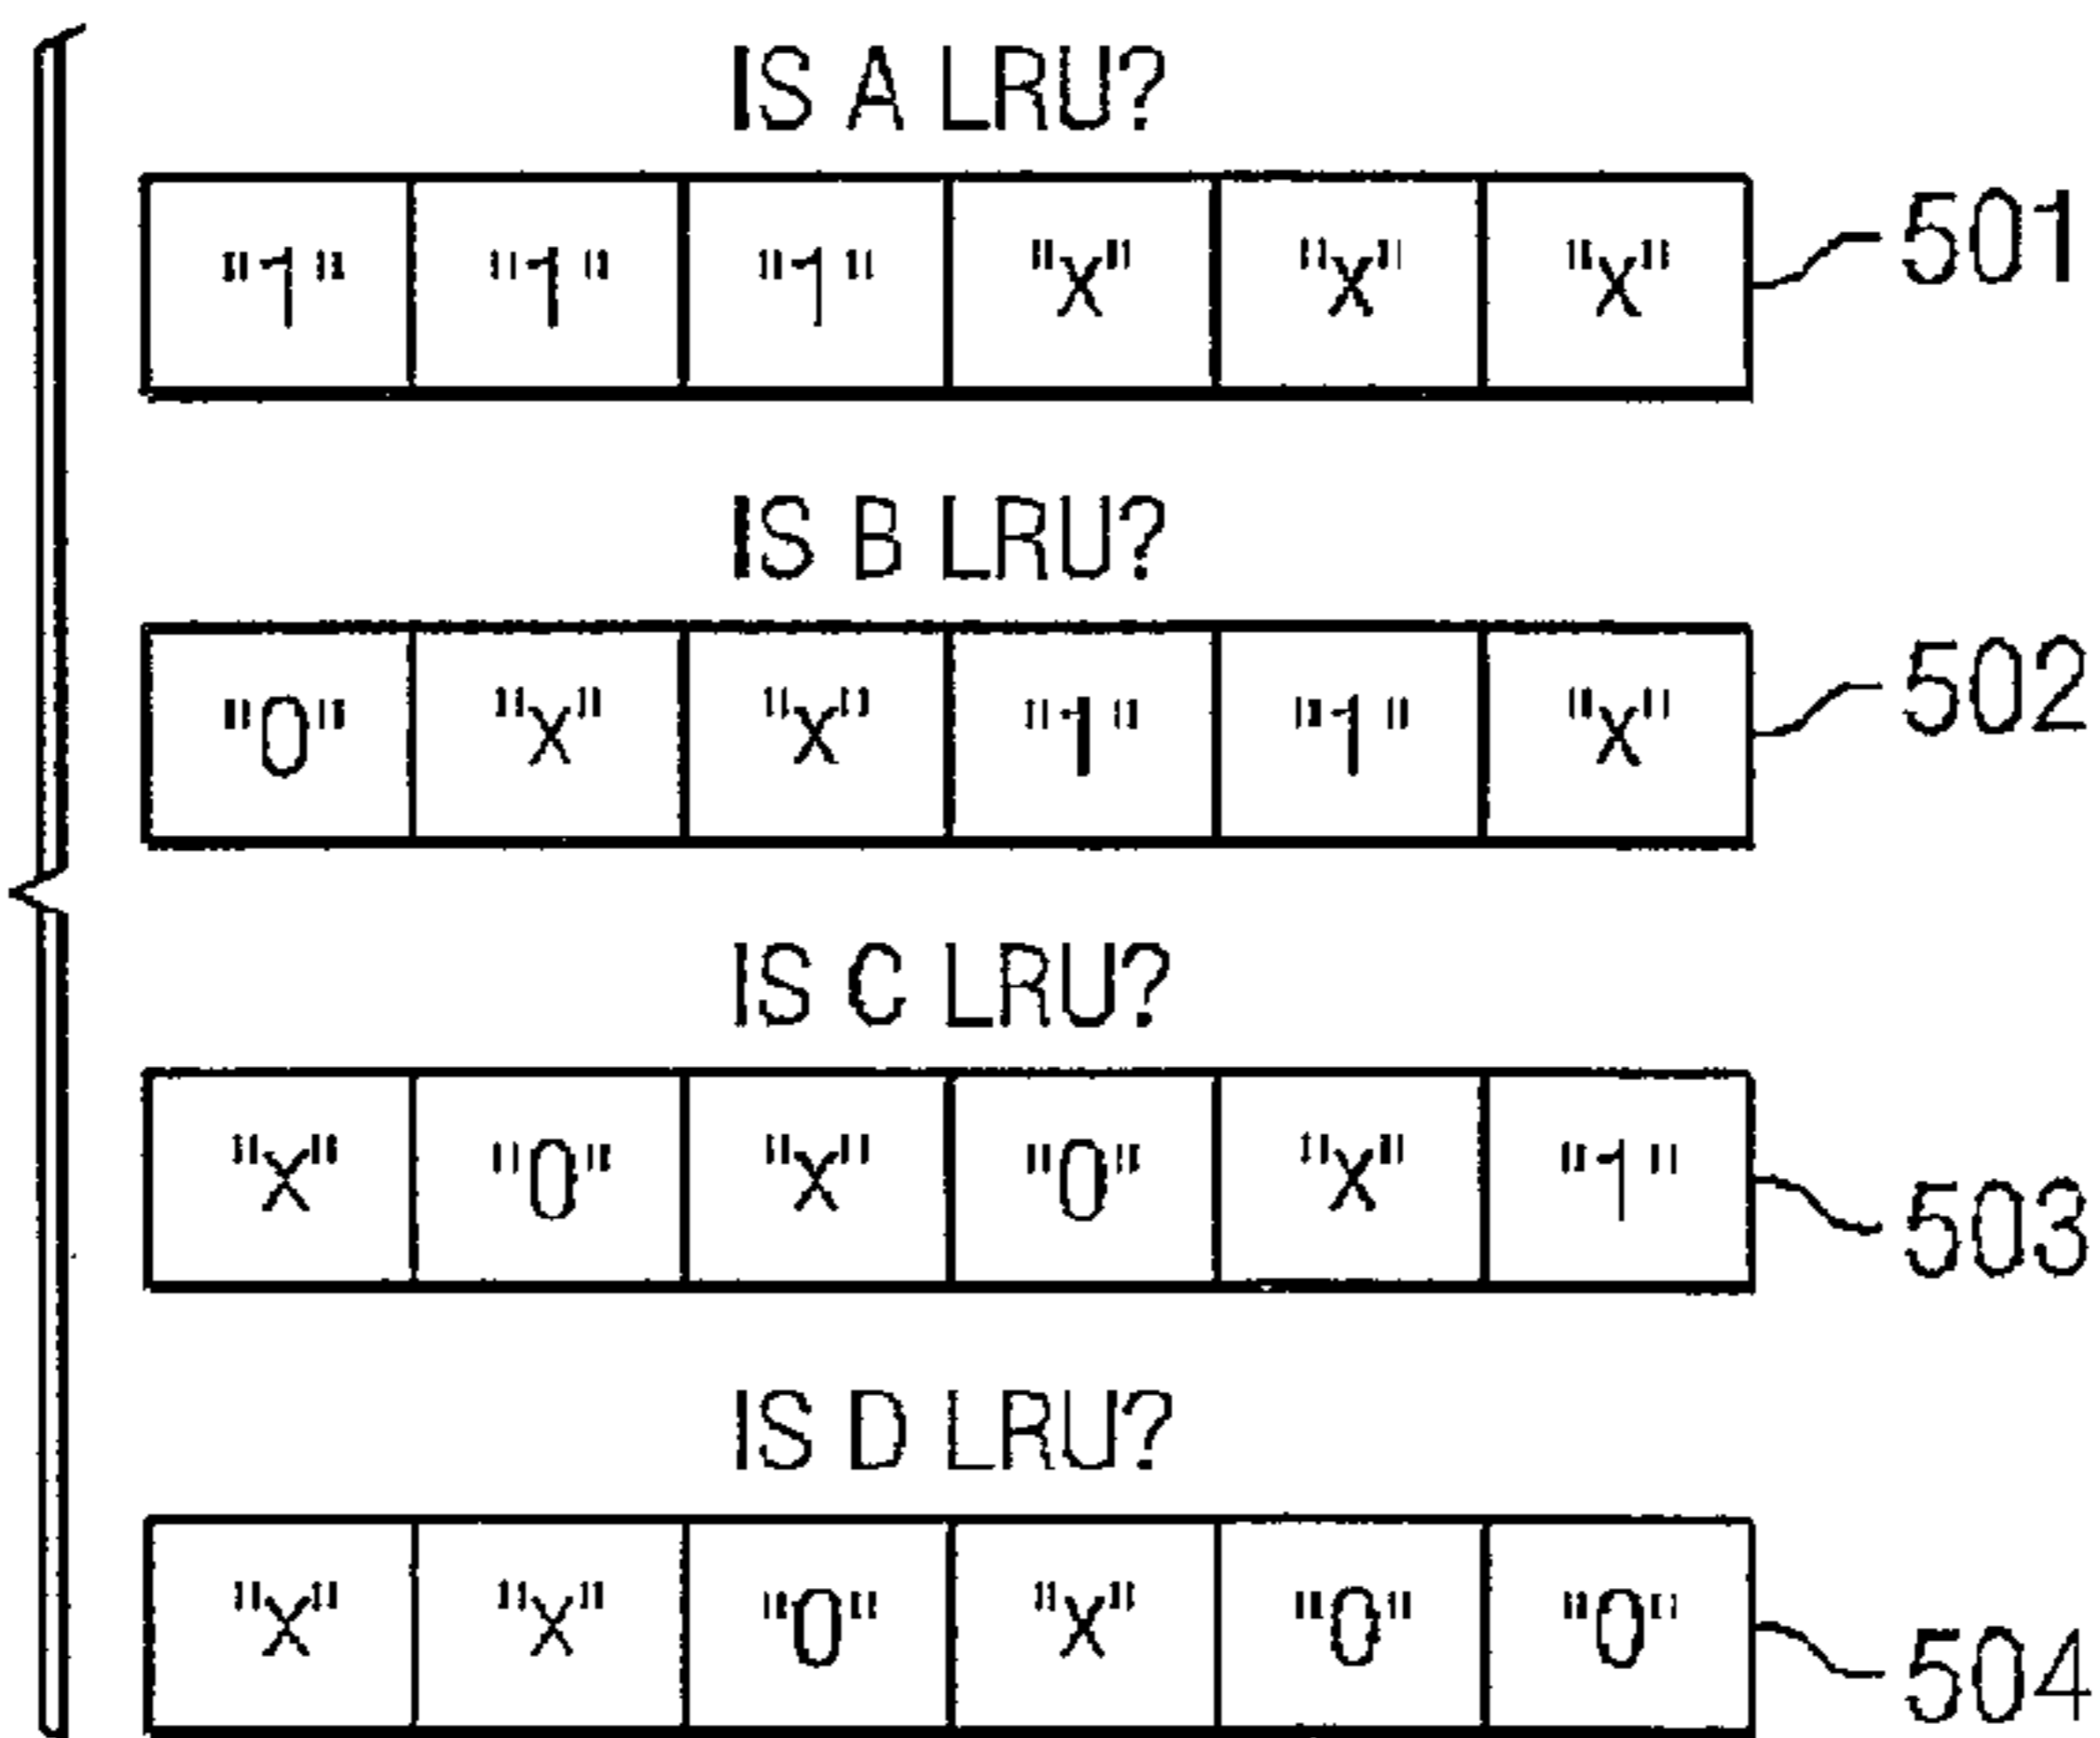 IS A LRU?
"1" "1" "1" "x" "x" "x" 501
IS B LRU?
"0" "x" "x" "1" "1" "x" 502
IS C LRU?
"x" "0" "x" "0" "x" "1" 503
IS D LRU?
"x" "x" "0" "x" "0" "0" 504